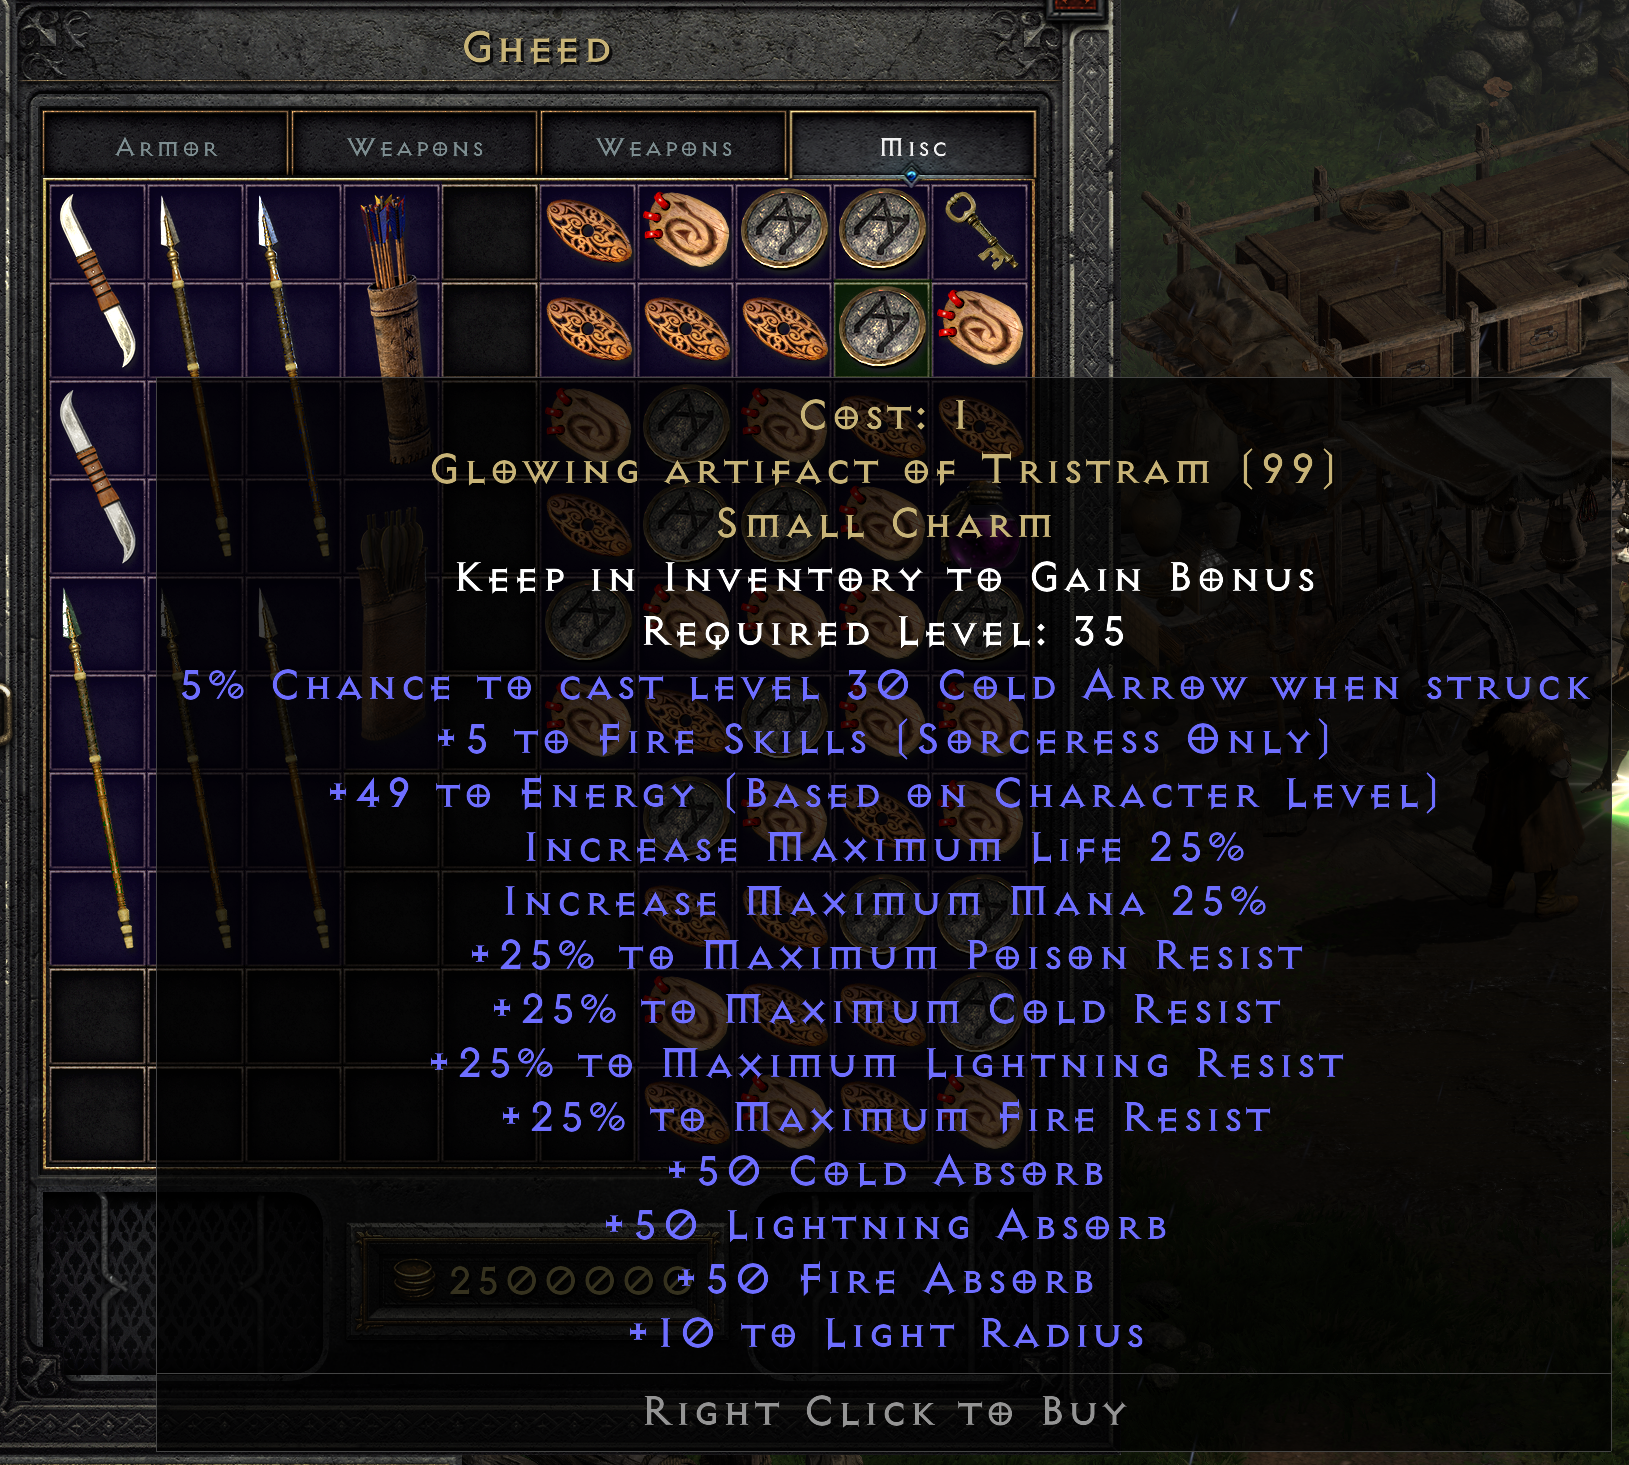 Gheed
Armor
Weapons
Weapons
Misc
Cost: 1
Glowing artifact of Tristram (99)
Small Charm
Keep in Inventory to Gain Bonus
Required Level: 35
5% Chance to cast level 30 Cold Arrow when struck
+5 to Fire Skills (Sorceress Only)
+49 to Energy (Based on Character Level)
Increase Maximum Life 25%
Increase Maximum Mana 25%
+25% to Maximum Poison Resist
+25% to Maximum Cold Resist
+25% to Maximum Lightning Resist
+25% to Maximum Fire Resist
+50 Cold Absorb
+50 Lightning Absorb
2500000
+50 Fire Absorb
+10 to Light Radius
Right Click to Buy